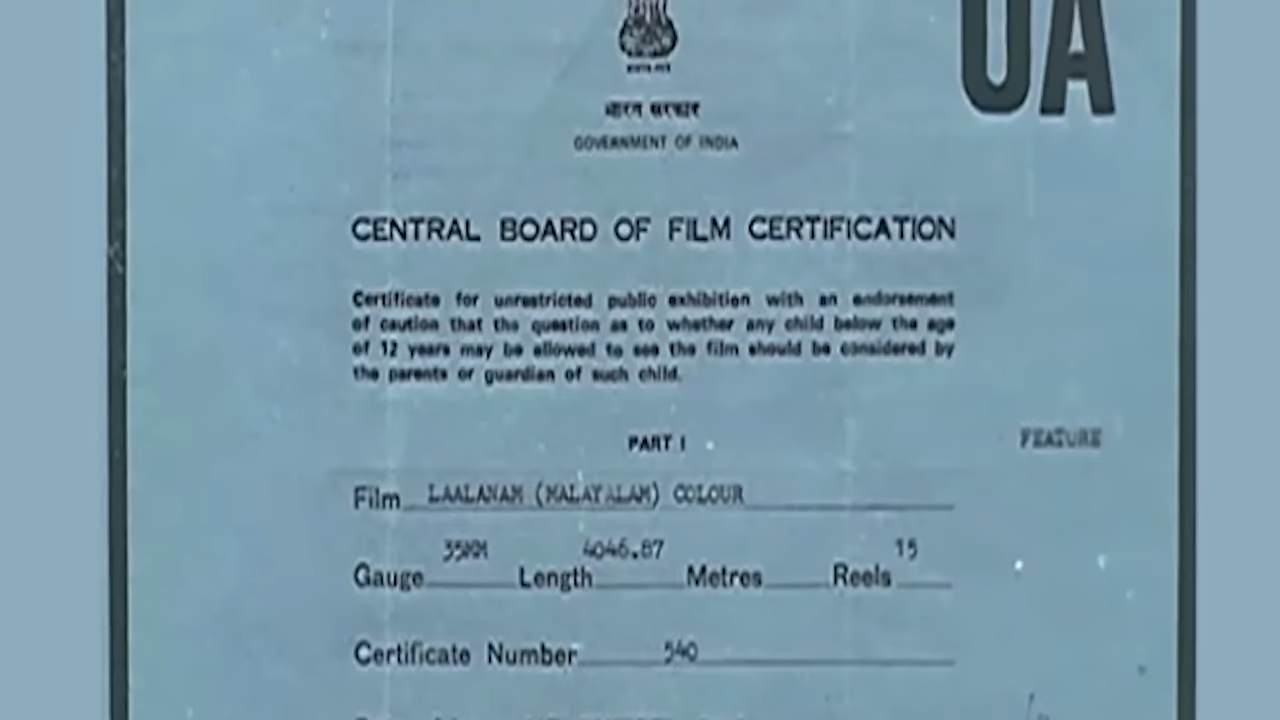 UA
भारत सरकार
GOVERNMENT OF INDIA
CENTRAL BOARD OF FILM CERTIFICATION
Certificate for unrestricted public exhibition with an endorsement
of caution that the question as to whether any child below the age
of 12 years may be allowed to see the film should be considered by
the parents or guardian of such child.
PART I
FEATURE
Film LAALANAM (MALAYALAM) COLOUR
35MM 4046.87 15
Gauge Length Metres Reels
Certificate Number 540